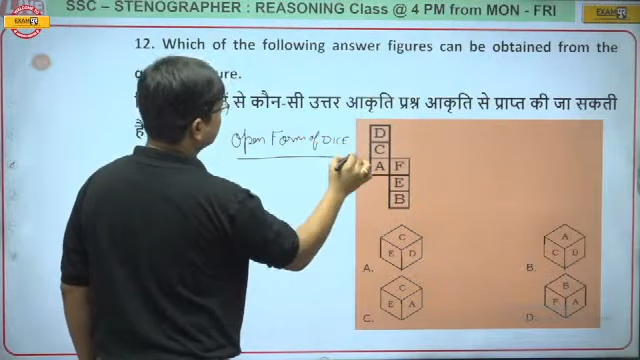 SSC – STENOGRAPHER : REASONING Class @ 4 PM from MON - FRI
12. Which of the following answer figures can be obtained from the
से कौन-सी उत्तर आकृति प्रश्न आकृति से प्राप्त की जा सकती
Open Form of DICE
D
C
A F
E
B
C
E D
A.
A
C
B.
C
E A
C.
B
F A
D.